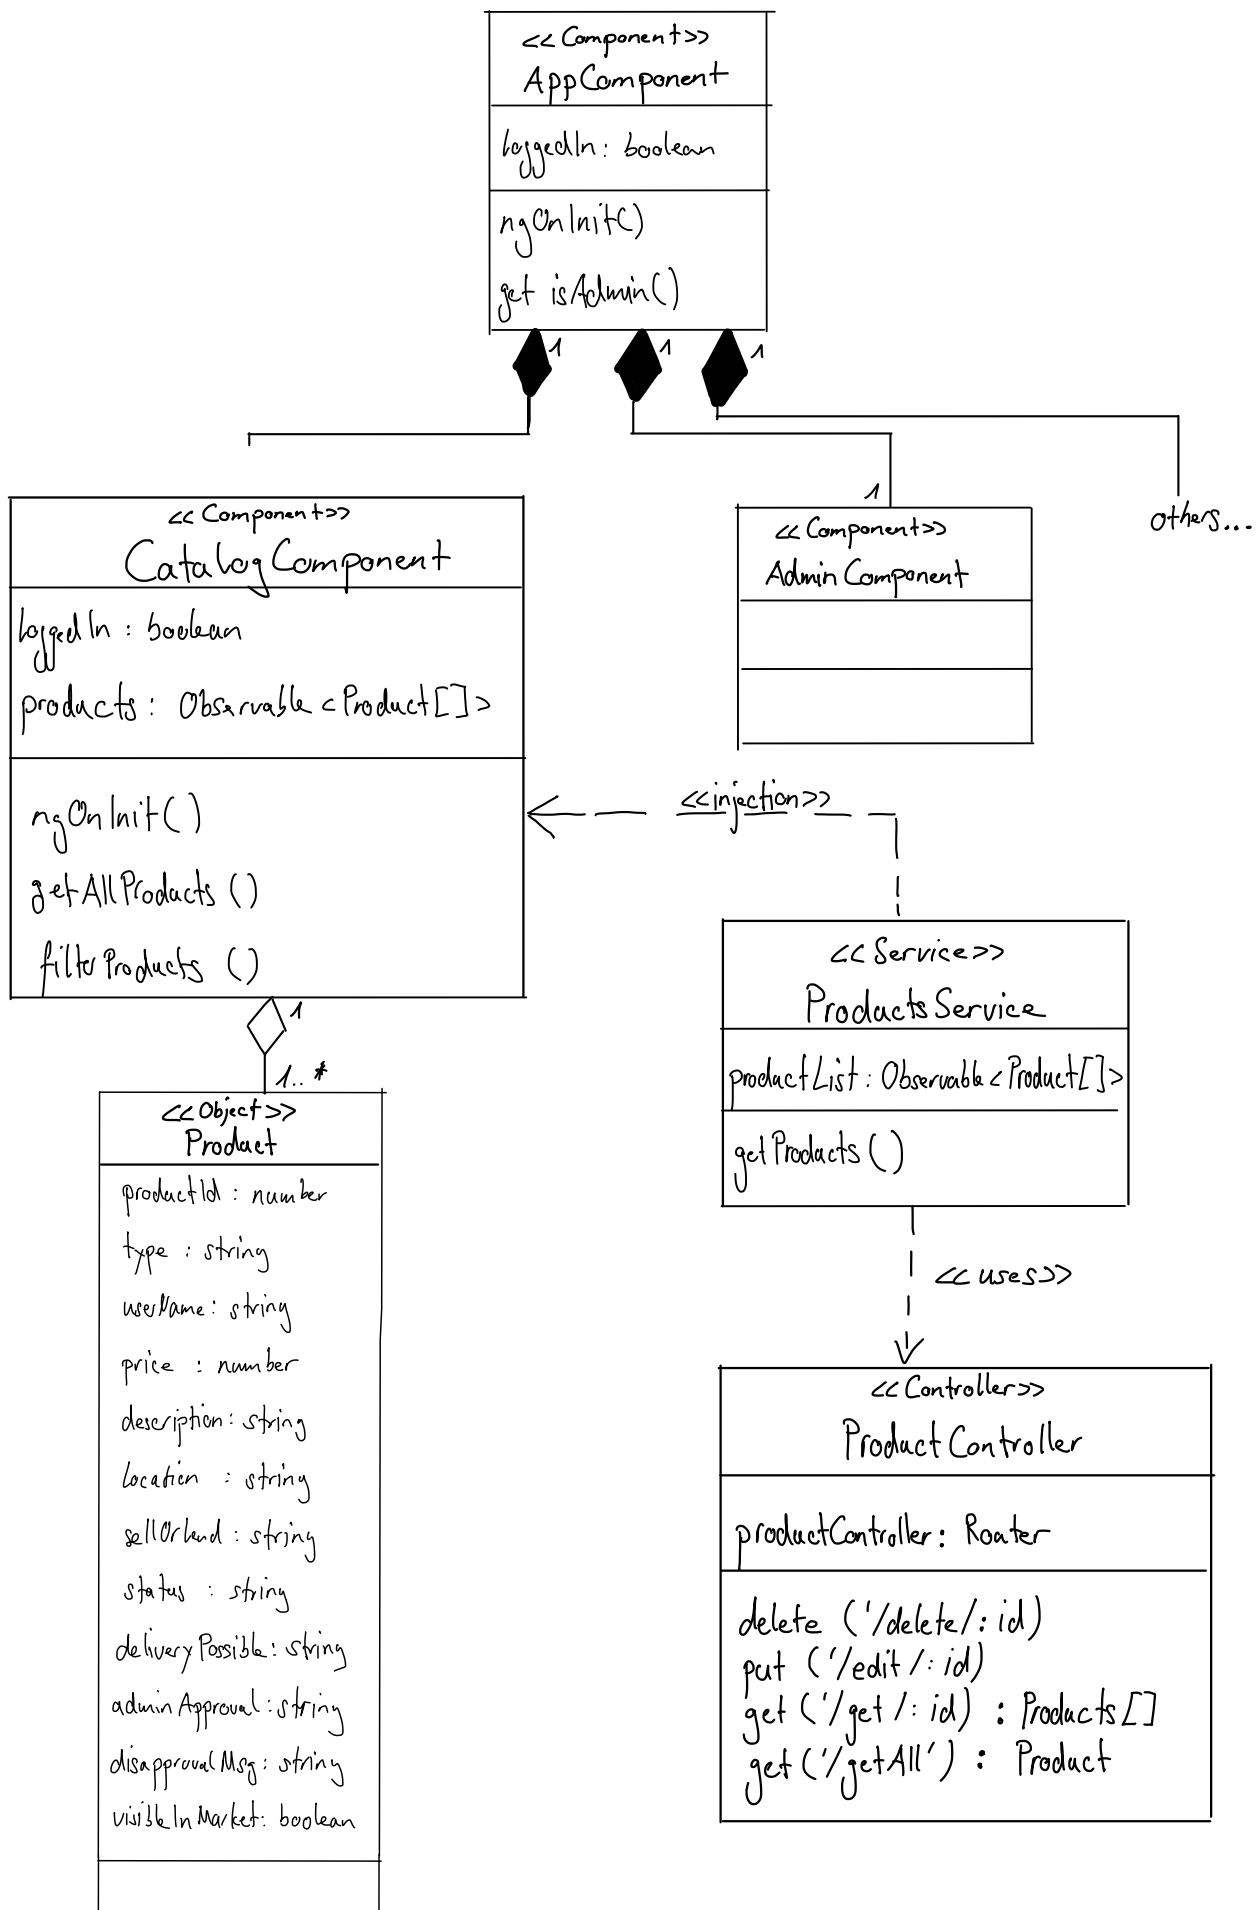 <<Component>>
AppComponent
loggedIn: boolean
ngOnInit()
get isAdmin()
1
1
1
<<Component>>
CatalogComponent
loggedIn : boolean
products : Observable <Product[]>
ngOnInit()
getAllProducts ()
filterProducts ()
1
<<Component>>
AdminComponent
others...
<<injection>>
<<Service>>
ProductsService
productList : Observable <Product[]>
getProducts ()
1
1..*
<<Object>>
Product
productId : number
type : string
userName : string
price : number
description : string
location : string
sellOrLend : string
status : string
deliveryPossible : string
adminApproval : string
disapprovalMsg : string
visibleInMarket : boolean
<<uses>>
<<Controller>>
ProductController
productController : Router
delete ('/delete/: id)
put ('/edit /: id)
get ('/get /: id) : Products []
get ('/getAll') : Product